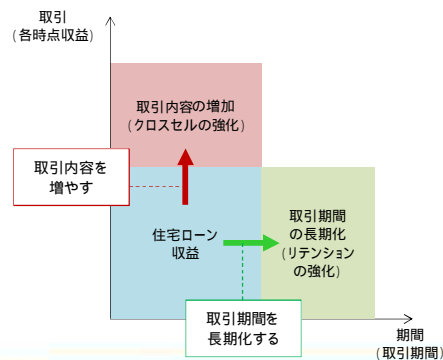 取引
(各時点収益)
取引内容の増加
(クロスセルの強化)
取引内容を
増やす
住宅ローン
収益
取引期間
の長期化
(リテンション
の強化)
取引期間を
長期化する
期間
(取引期間)